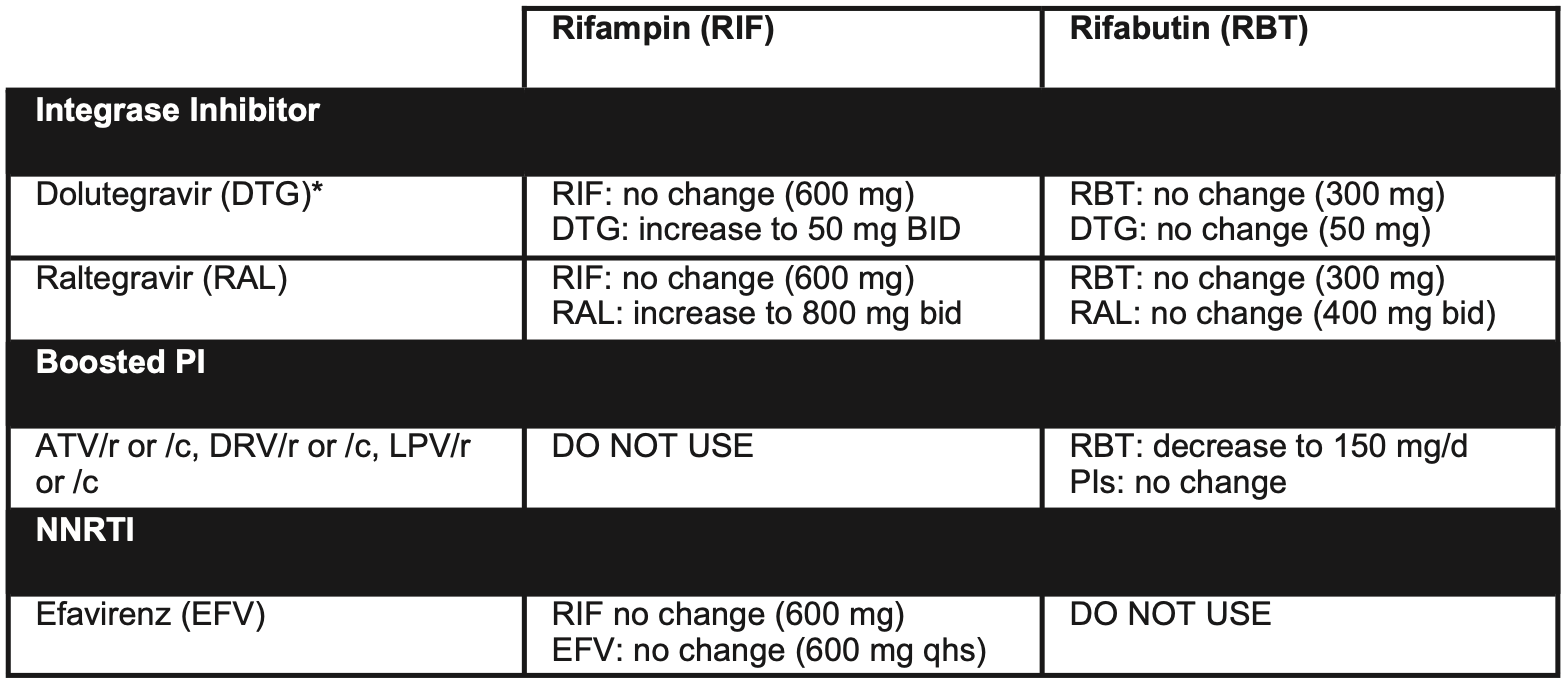 Rifampin (RIF)
Rifabutin (RBT)
Integrase Inhibitor
Dolutegravir (DTG)*
RIF: no change (600 mg)
DTG: increase to 50 mg BID
RBT: no change (300 mg)
DTG: no change (50 mg)
Raltegravir (RAL)
RIF: no change (600 mg)
RAL: increase to 800 mg bid
RBT: no change (300 mg)
RAL: no change (400 mg bid)
Boosted PI
ATV/r or /c, DRV/r or /c, LPV/r
or /c
DO NOT USE
RBT: decrease to 150 mg/d
PIs: no change
NNRTI
Efavirenz (EFV)
RIF no change (600 mg)
EFV: no change (600 mg qhs)
DO NOT USE